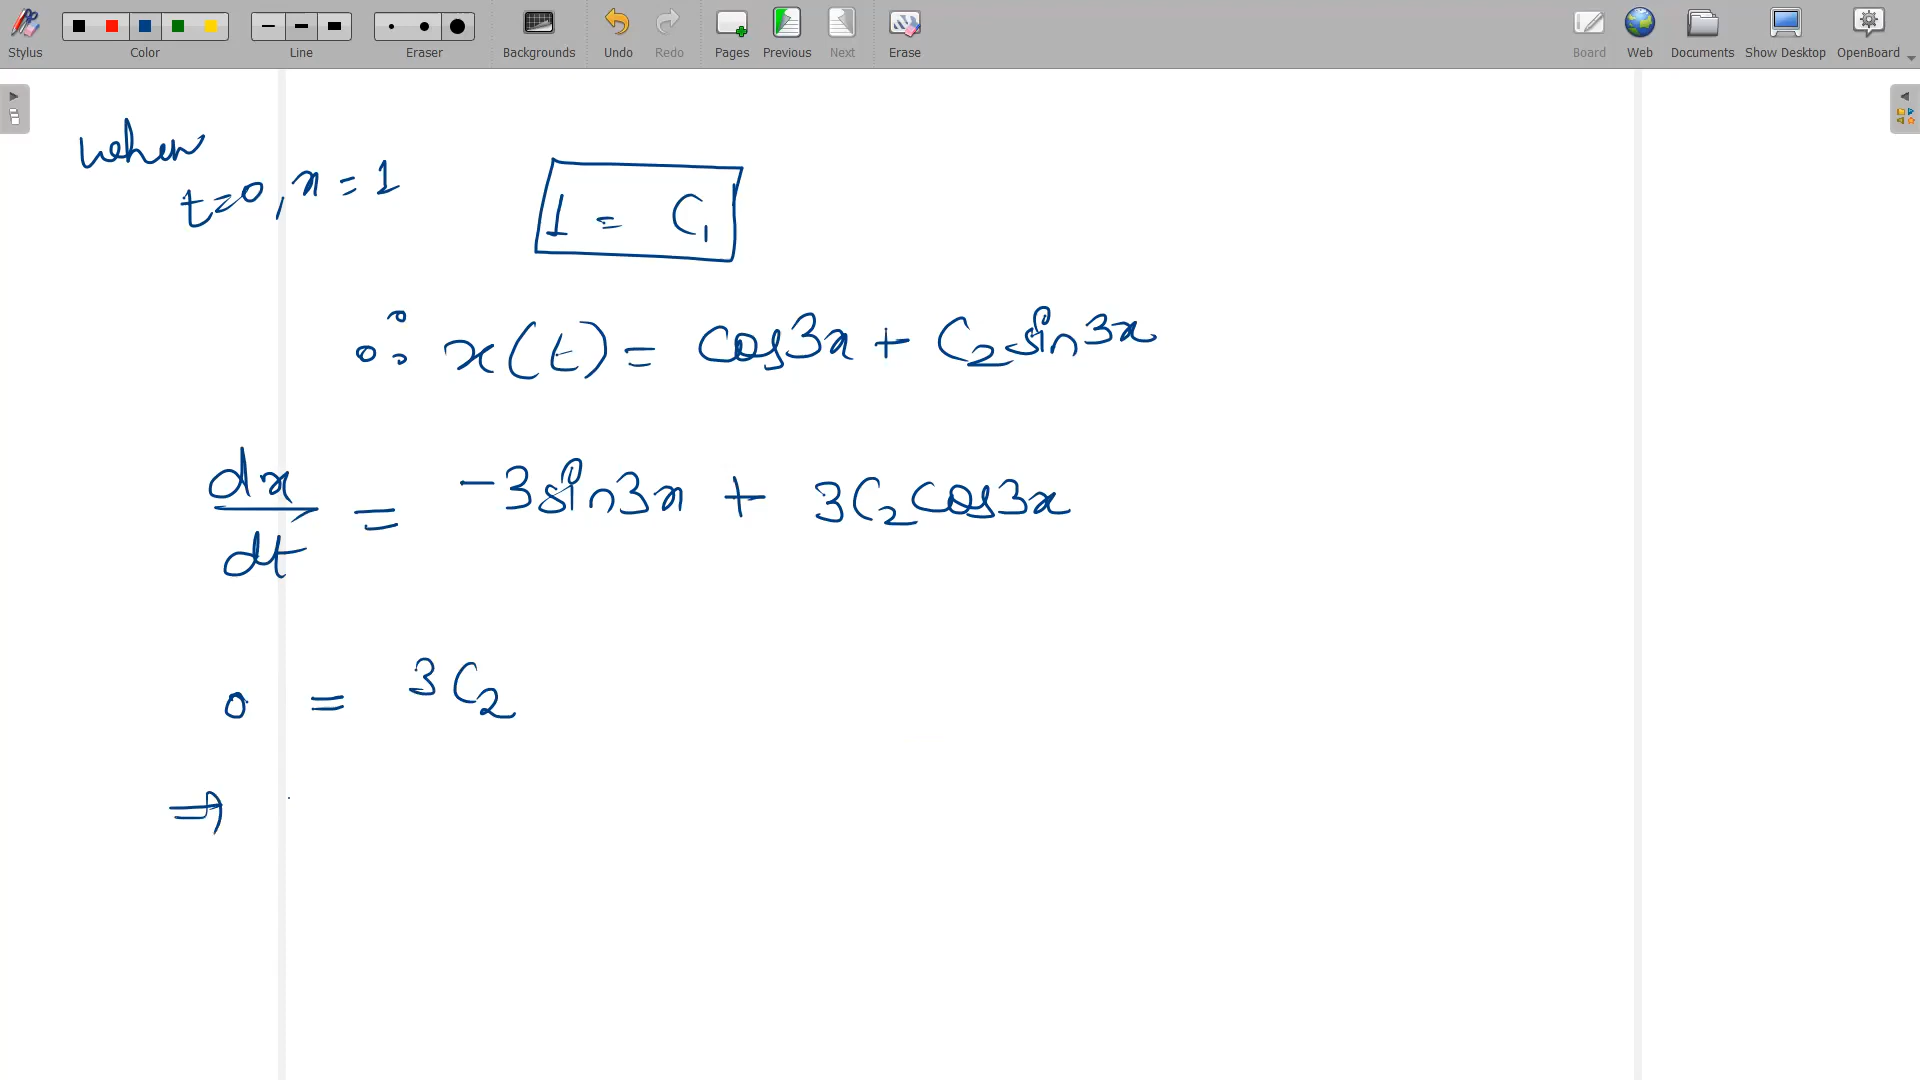 Stylus Color Line Eraser Backgrounds Undo Redo Pages Previous Next Erase Board Web Documents Show Desktop OpenBoard
when
t=0, x = 1
1 = C₁
∴ x(t) = cos3x + C₂ sin3x
dx/dt = -3sin3x + 3C₂cos3x
0 = 3C₂
⇒